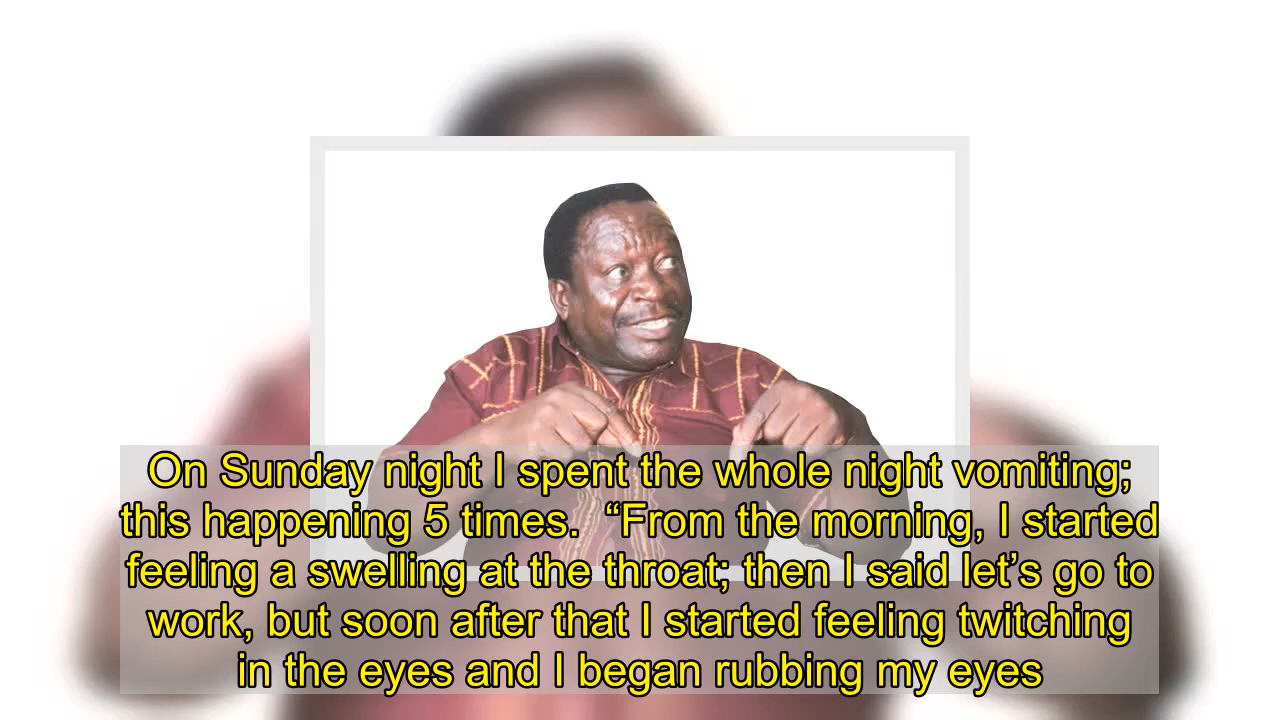 On Sunday night I spent the whole night vomiting;
this happening 5 times.  “From the morning, I started
feeling a swelling at the throat; then I said let’s go to
work, but soon after that I started feeling twitching
in the eyes and I began rubbing my eyes